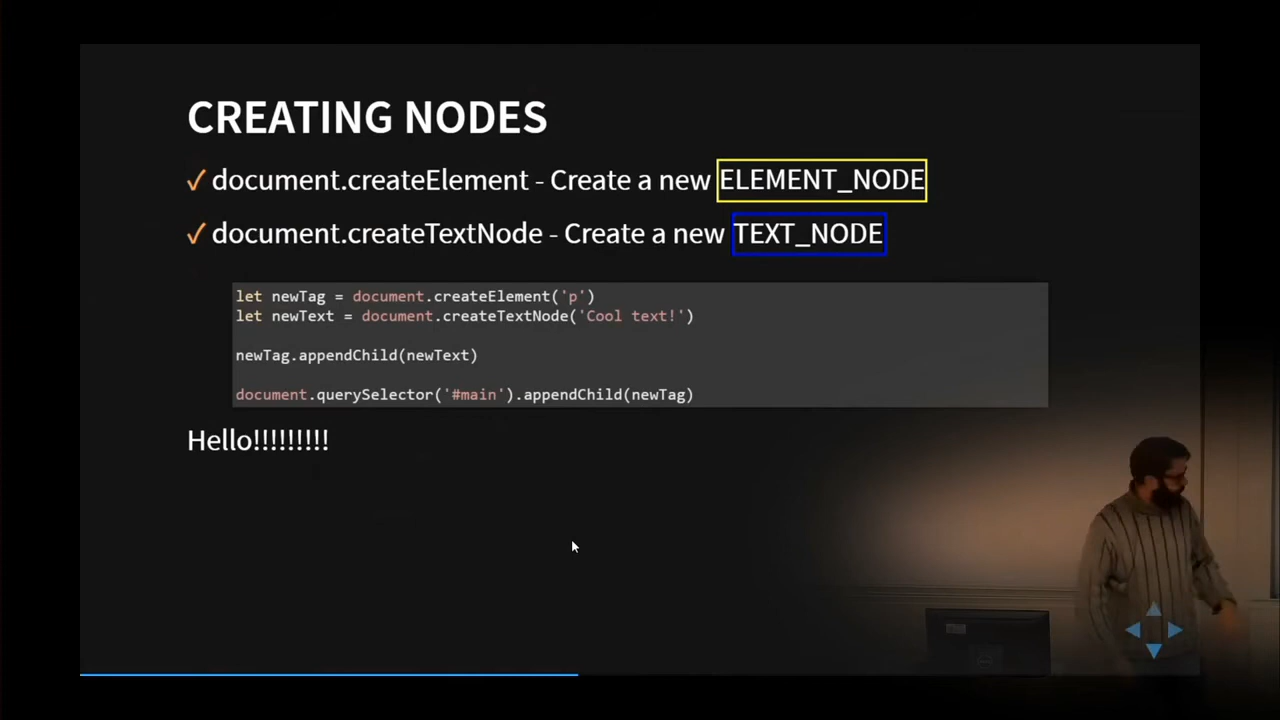 CREATING NODES
✓ document.createElement - Create a new ELEMENT_NODE
✓ document.createTextNode - Create a new TEXT_NODE
let newTag = document.createElement('p')
let newText = document.createTextNode('Cool text!')
newTag.appendChild(newText)
document.querySelector('#main').appendChild(newTag)
Hello!!!!!!!!!